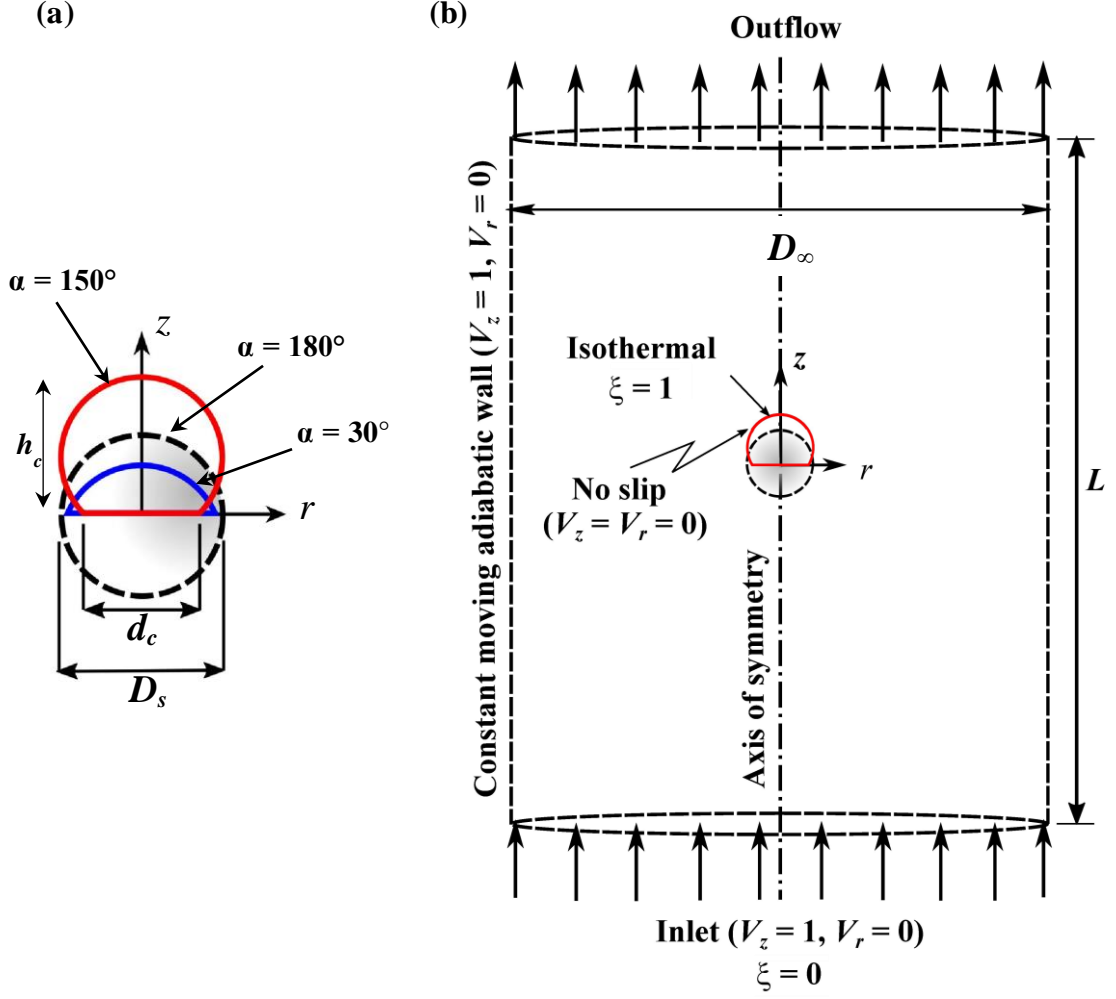 (a)
α = 150°
z
α = 180°
α = 30°
h_c
r
d_c
D_s
(b)
Outflow
Constant moving adiabatic wall (V_z = 1, V_r = 0)
D_∞
Isothermal
ξ = 1
z
r
No slip
(V_z = V_r = 0)
L
Axis of symmetry
Inlet (V_z = 1, V_r = 0)
ξ = 0